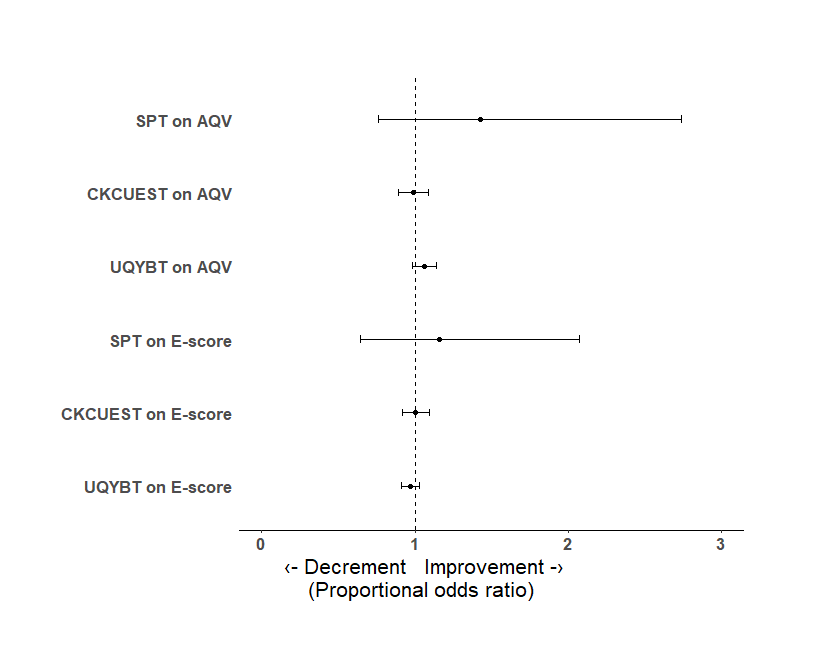 SPT on AQV
CKCUEST on AQV
UQYBT on AQV
SPT on E-score
CKCUEST on E-score
UQYBT on E-score
0 1 2 3
‹- Decrement Improvement -›
(Proportional odds ratio)